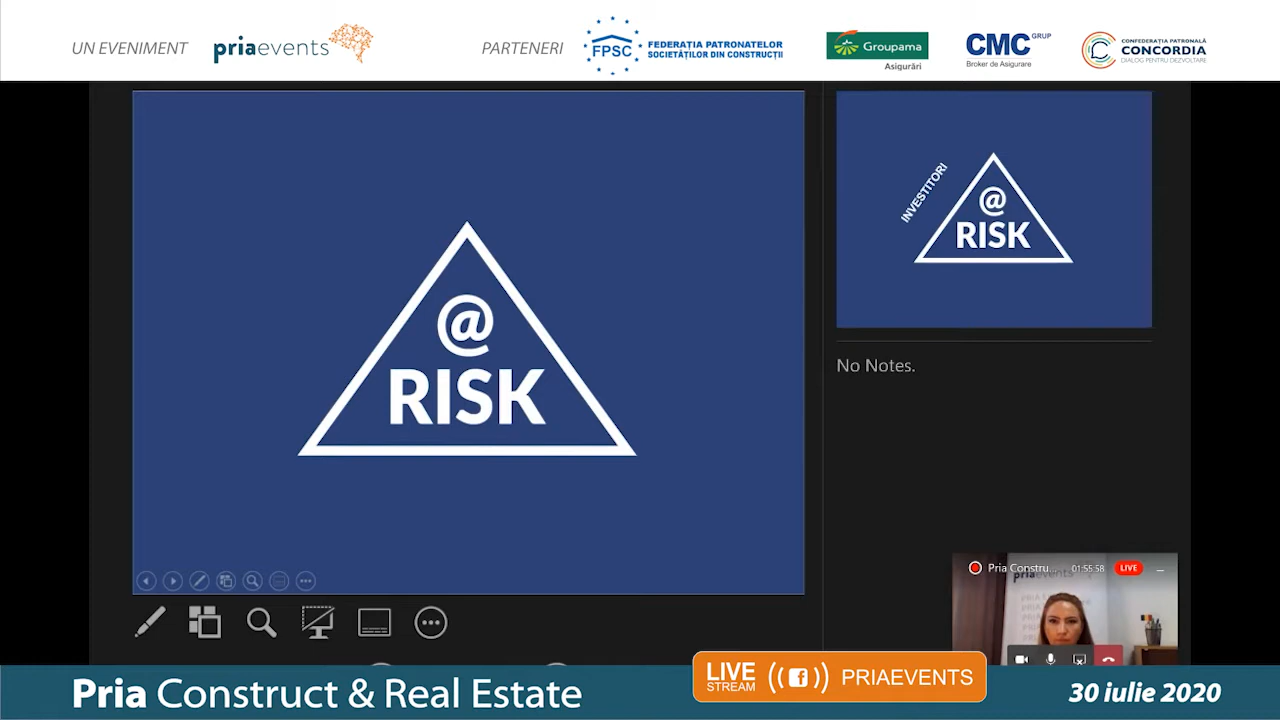 UN EVENIMENT
priaevents
PARTENERI
FPSC
FEDERAȚIA PATRONATELOR
SOCIETĂȚILOR DIN CONSTRUCȚII
Groupama
Asigurări
CMC GRUP
Broker de Asigurare
CONFEDERAȚIA PATRONALĂ
CONCORDIA
DIALOG PENTRU DEZVOLTARE
@
RISK
INVESTITORI
@
RISK
No Notes.
Pria Constru...
01:55:58
LIVE
priaevents
Pria Construct & Real Estate
LIVE
STREAM
PRIAEVENTS
30 iulie 2020